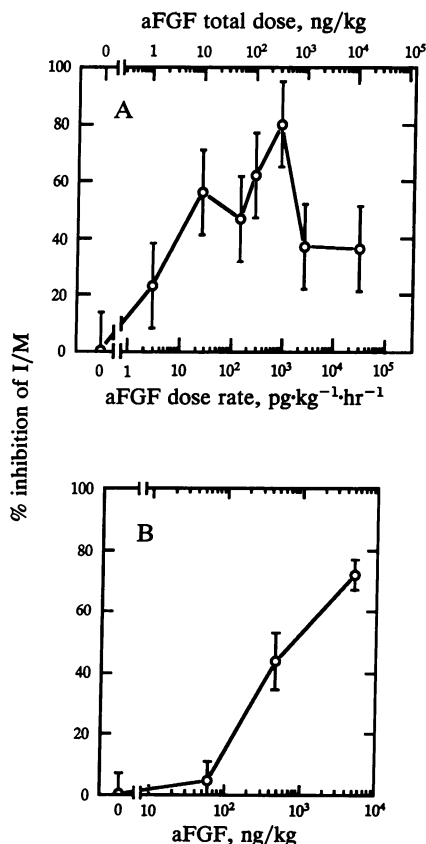 aFGF total dose, ng/kg
0 1 10 10² 10³ 10⁴ 10⁵
100
A
80
60
40
20
0
0 1 10 10² 10³ 10⁴ 10⁵
aFGF dose rate, pg·kg⁻¹·hr⁻¹
% inhibition of I/M
100
B
80
60
40
20
0
0 10 10² 10³ 10⁴
aFGF, ng/kg